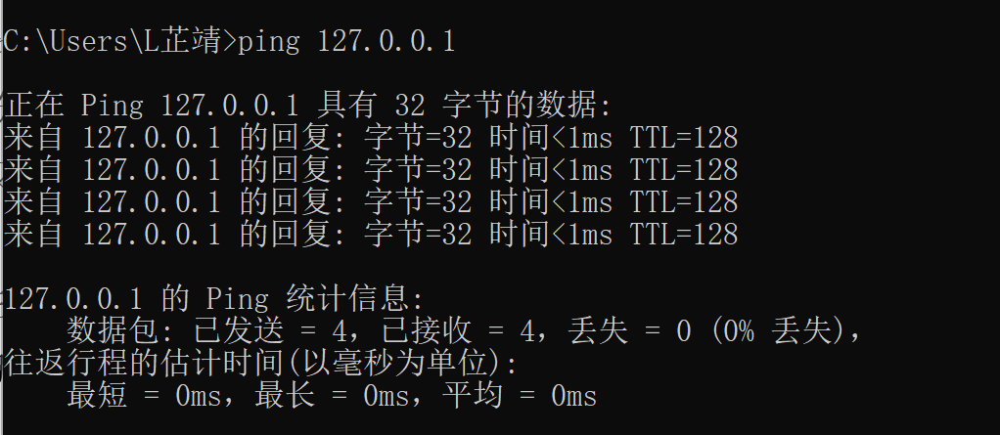 C:\Users\L芷靖>ping 127.0.0.1
正在 Ping 127.0.0.1 具有 32 字节的数据:
来自 127.0.0.1 的回复: 字节=32 时间<1ms TTL=128
来自 127.0.0.1 的回复: 字节=32 时间<1ms TTL=128
来自 127.0.0.1 的回复: 字节=32 时间<1ms TTL=128
来自 127.0.0.1 的回复: 字节=32 时间<1ms TTL=128
127.0.0.1 的 Ping 统计信息:
数据包: 已发送 = 4，已接收 = 4，丢失 = 0 (0% 丢失)，
往返行程的估计时间(以毫秒为单位):
最短 = 0ms，最长 = 0ms，平均 = 0ms